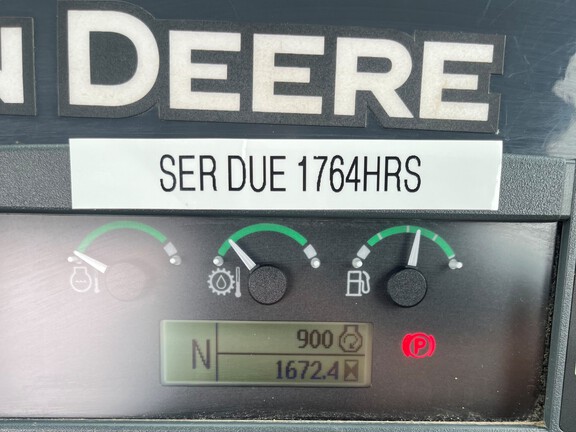 N DEERE
SER DUE 1764HRS
N
900
1672.4
P